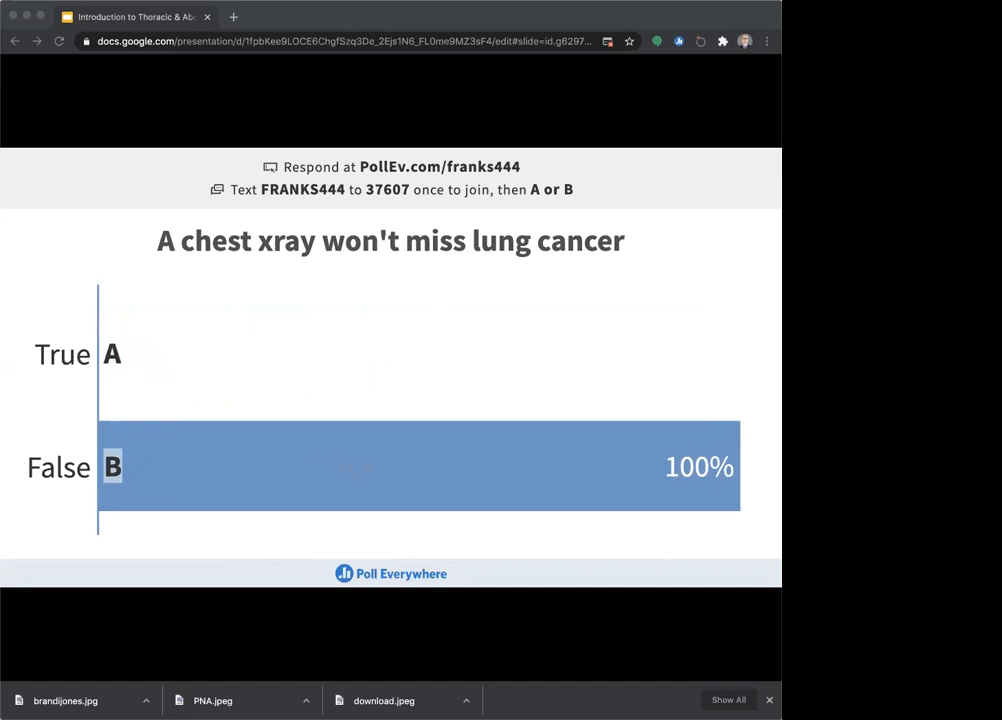 Introduction to Thoracic & Ab
docs.google.com/presentation/d/1fpbKee9LOCE6ChgfSzq3De_2Ejs1N6_FL0me9MZ3sF4/edit#slide=id.g6297...
Respond at PollEv.com/franks444
Text FRANKS444 to 37607 once to join, then A or B
A chest xray won't miss lung cancer
True A
False B 100%
Poll Everywhere
brandijones.jpg
PNA.jpeg
download.jpeg
Show All